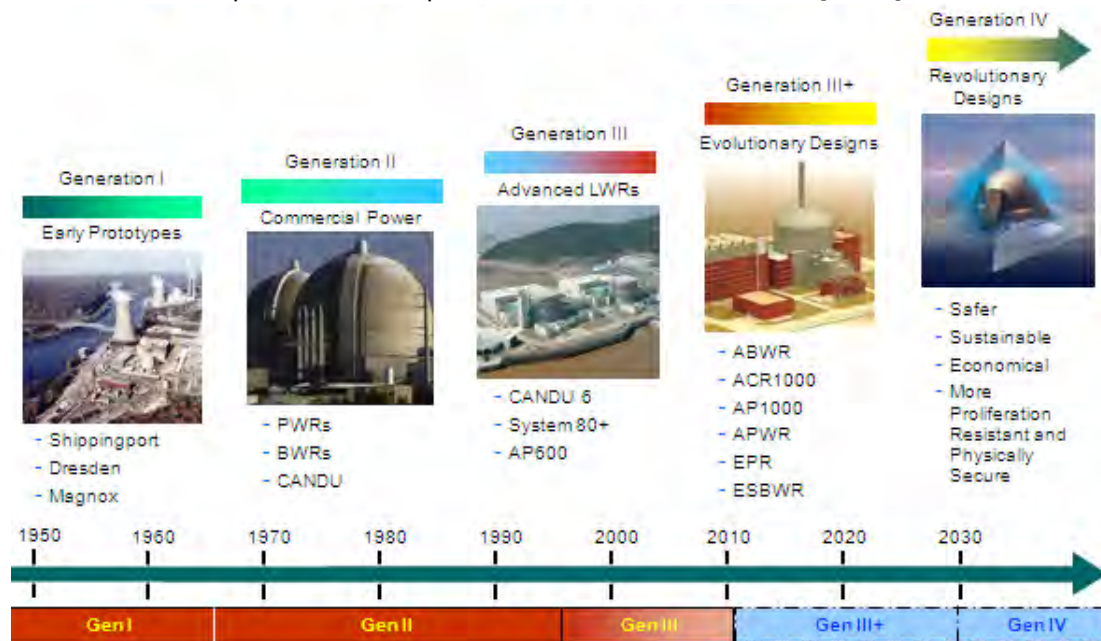 Generation I
Early Prototypes
- Shippingport
- Dresden
- Magnox
Generation II
Commercial Power
- PWRs
- BWRs
- CANDU
Generation III
Advanced LWRs
- CANDU 6
- System 80+
- AP600
Generation III+
Evolutionary Designs
- ABWR
- ACR1000
- AP1000
- APWR
- EPR
- ESBWR
Generation IV
Revolutionary
Designs
- Safer
- Sustainable
- Economical
- More
Proliferation
Resistant and
Physically
Secure
1950 1960 1970 1980 1990 2000 2010 2020 2030
Gen I Gen II Gen III Gen III+ Gen IV